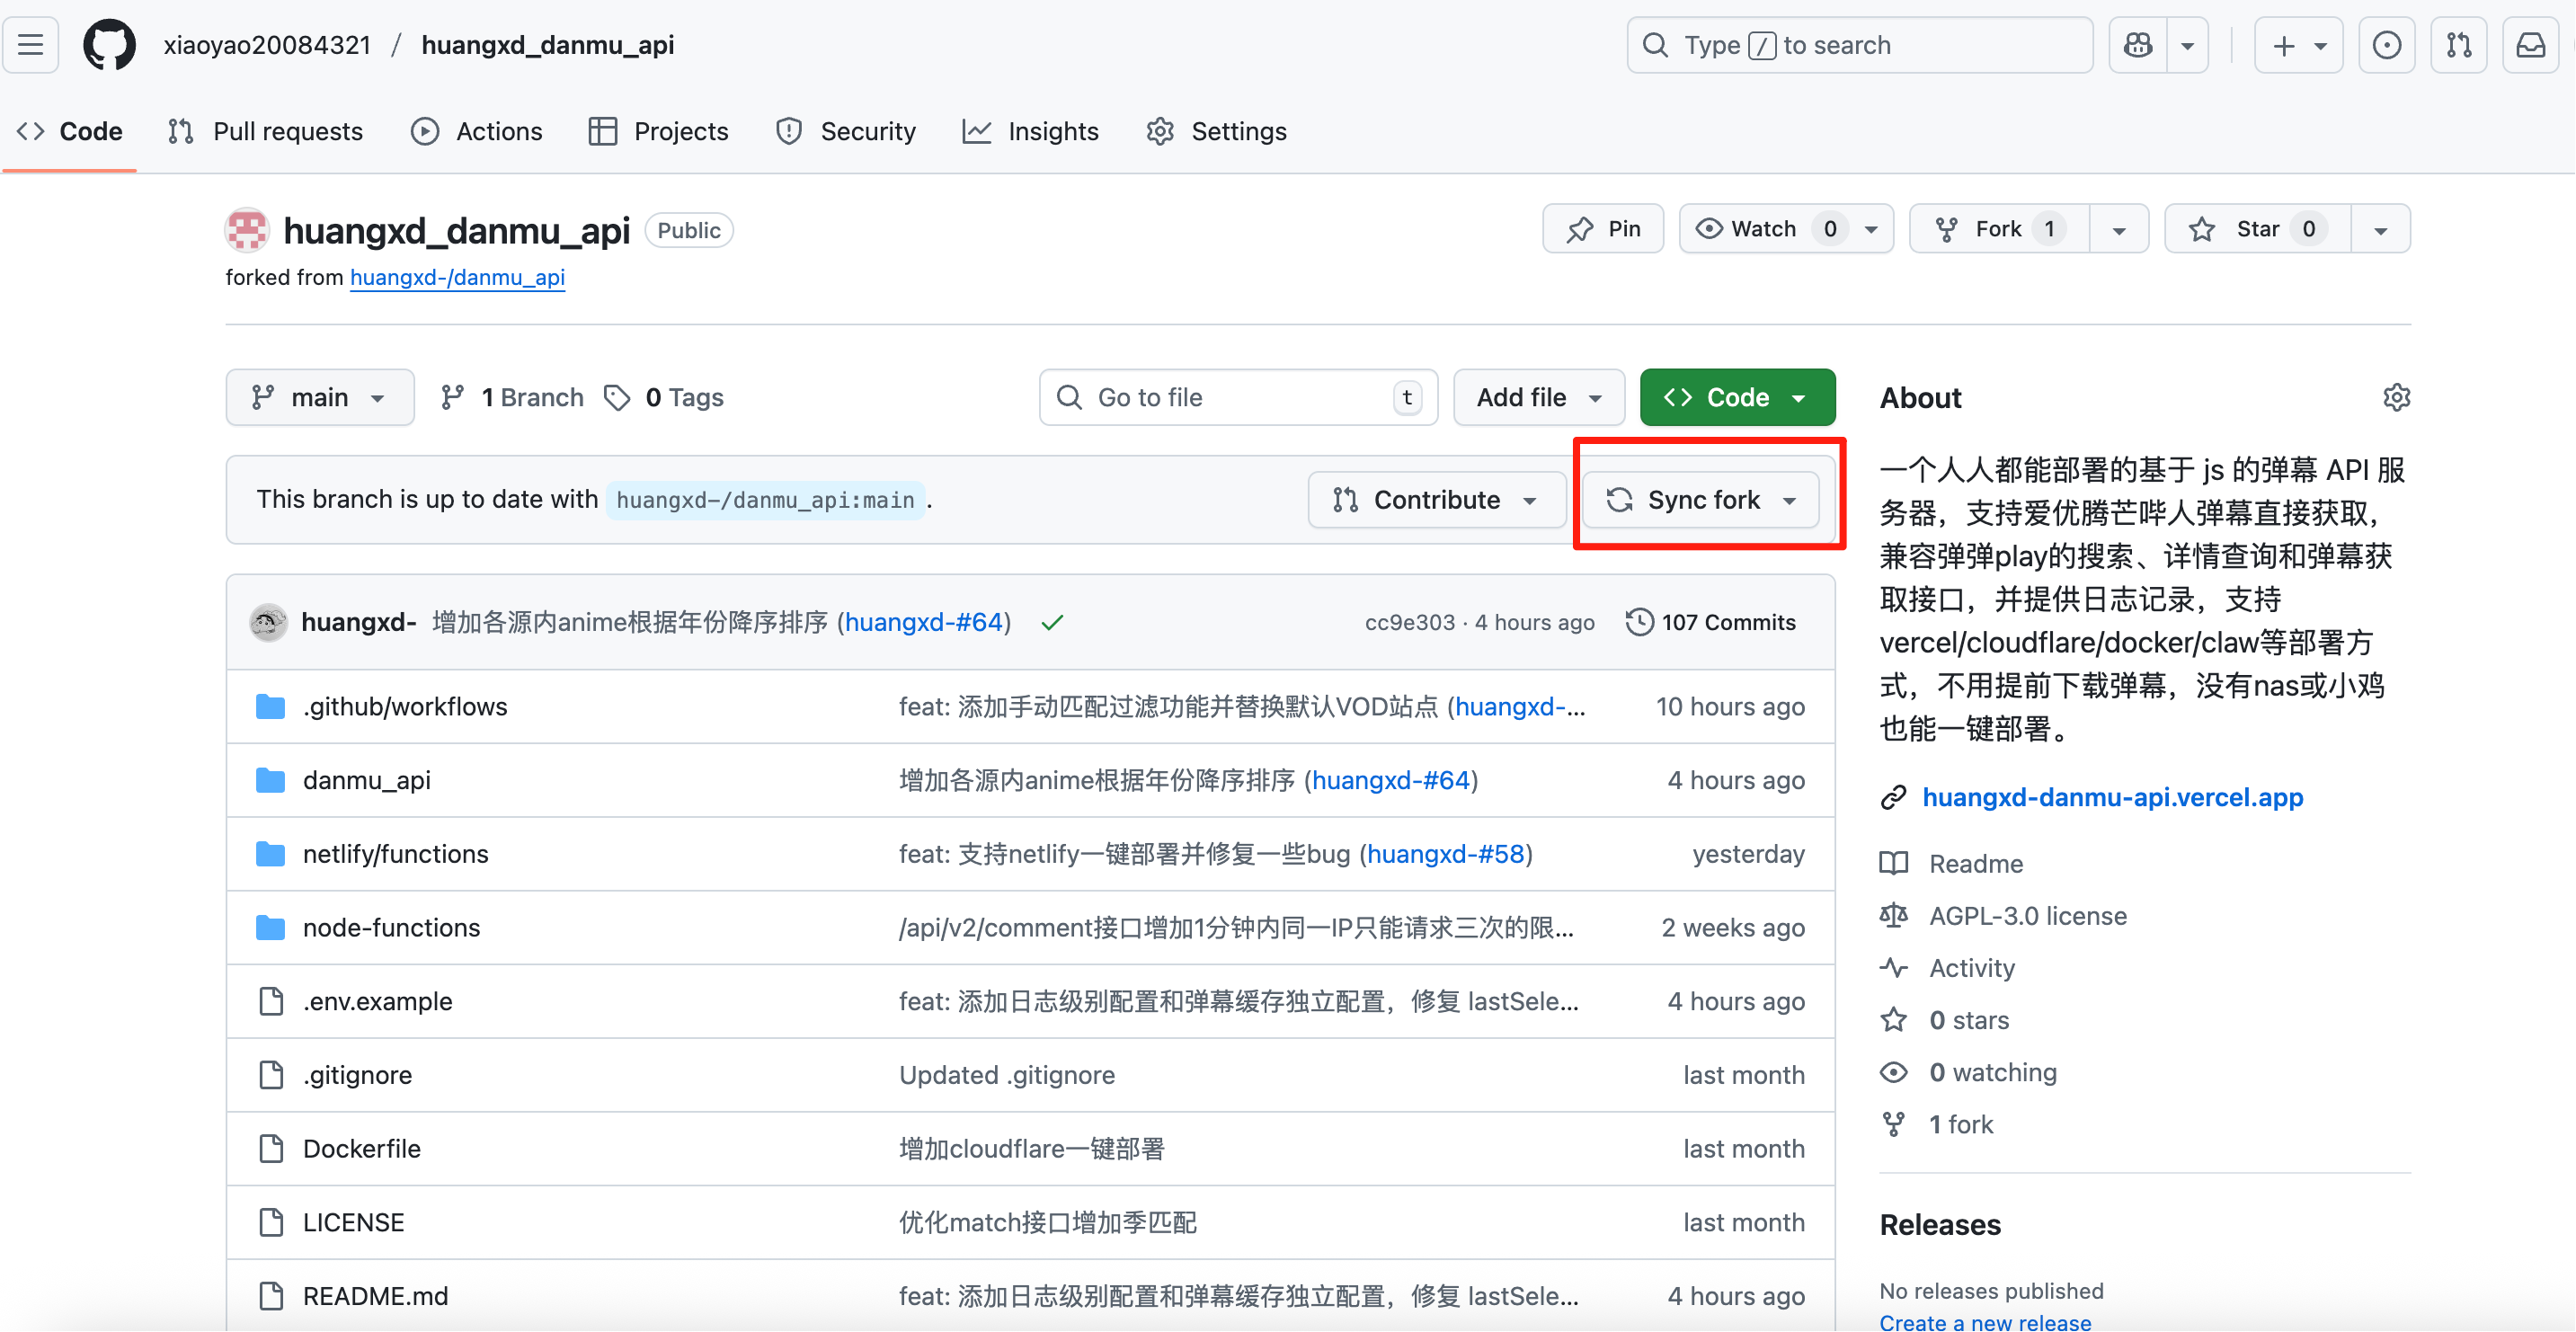 xiaoyao20084321 / huangxd_danmu_api
Type / to search
Code Pull requests Actions Projects Security Insights Settings
huangxd_danmu_api Public
Pin Watch 0 Fork 1 Star 0
forked from huangxd-/danmu_api
main 1 Branch 0 Tags
Go to file t Add file Code
This branch is up to date with huangxd-/danmu_api:main.
Contribute Sync fork
huangxd- 增加各源内anime根据年份降序排序 (huangxd-#64) cc9e303 · 4 hours ago 107 Commits
.github/workflows feat: 添加手动匹配过滤功能并替换默认VOD站点 (huangxd-... 10 hours ago
danmu_api 增加各源内anime根据年份降序排序 (huangxd-#64) 4 hours ago
netlify/functions feat: 支持netlify一键部署并修复一些bug (huangxd-#58) yesterday
node-functions /api/v2/comment接口增加1分钟内同一IP只能请求三次的限... 2 weeks ago
.env.example feat: 添加日志级别配置和弹幕缓存独立配置，修复 lastSele... 4 hours ago
.gitignore Updated .gitignore last month
Dockerfile 增加cloudflare一键部署 last month
LICENSE 优化match接口增加季匹配 last month
README.md feat: 添加日志级别配置和弹幕缓存独立配置，修复 lastSele... 4 hours ago
About
一个人人都能部署的基于 js 的弹幕 API 服
务器，支持爱优腾芒哔人弹幕直接获取，
兼容弹弹play的搜索、详情查询和弹幕获
取接口，并提供日志记录，支持
vercel/cloudflare/docker/claw等部署方
式，不用提前下载弹幕，没有nas或小鸡
也能一键部署。
huangxd-danmu-api.vercel.app
Readme
AGPL-3.0 license
Activity
0 stars
0 watching
1 fork
Releases
No releases published
Create a new release